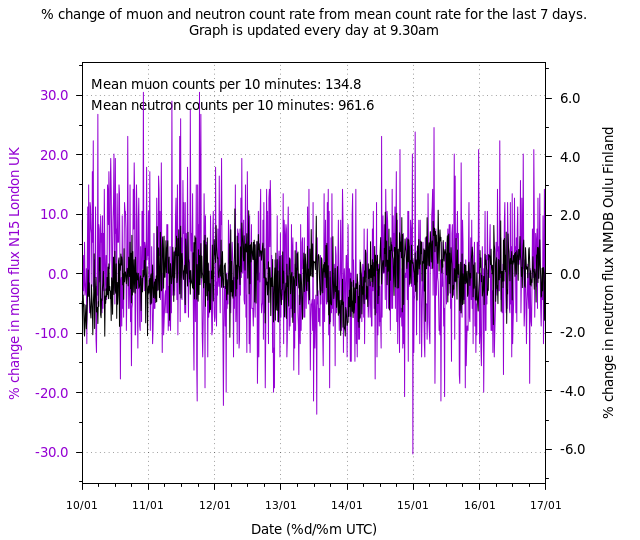 % change of muon and neutron count rate from mean count rate for the last 7 days.
Graph is updated every day at 9.30am
Mean muon counts per 10 minutes: 134.8
Mean neutron counts per 10 minutes: 961.6
% change in muon flux N15 London UK
30.0
20.0
10.0
0.0
-10.0
-20.0
-30.0
6.0
4.0
2.0
0.0
-2.0
-4.0
-6.0
% change in neutron flux NMDB Oulu Finland
10/01 11/01 12/01 13/01 14/01 15/01 16/01 17/01
Date (%d/%m UTC)